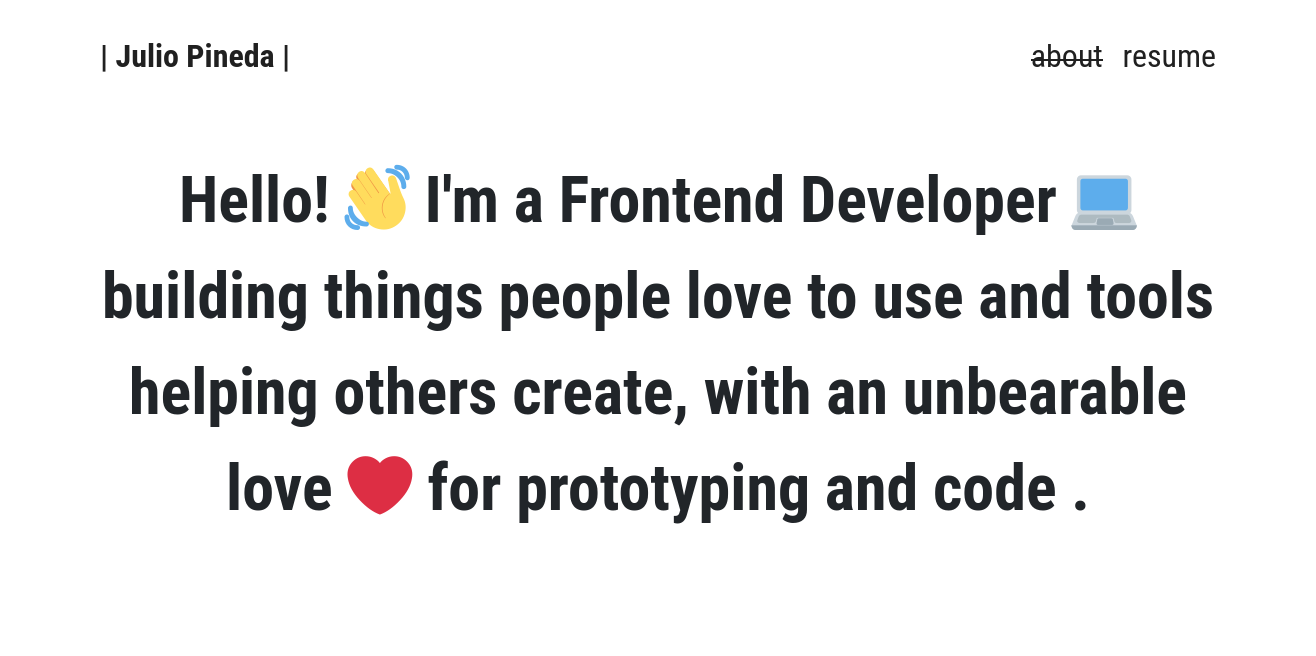 | Julio Pineda |
about resume
Hello! 👋 I'm a Frontend Developer 💻
building things people love to use and tools
helping others create, with an unbearable
love ❤️ for prototyping and code .